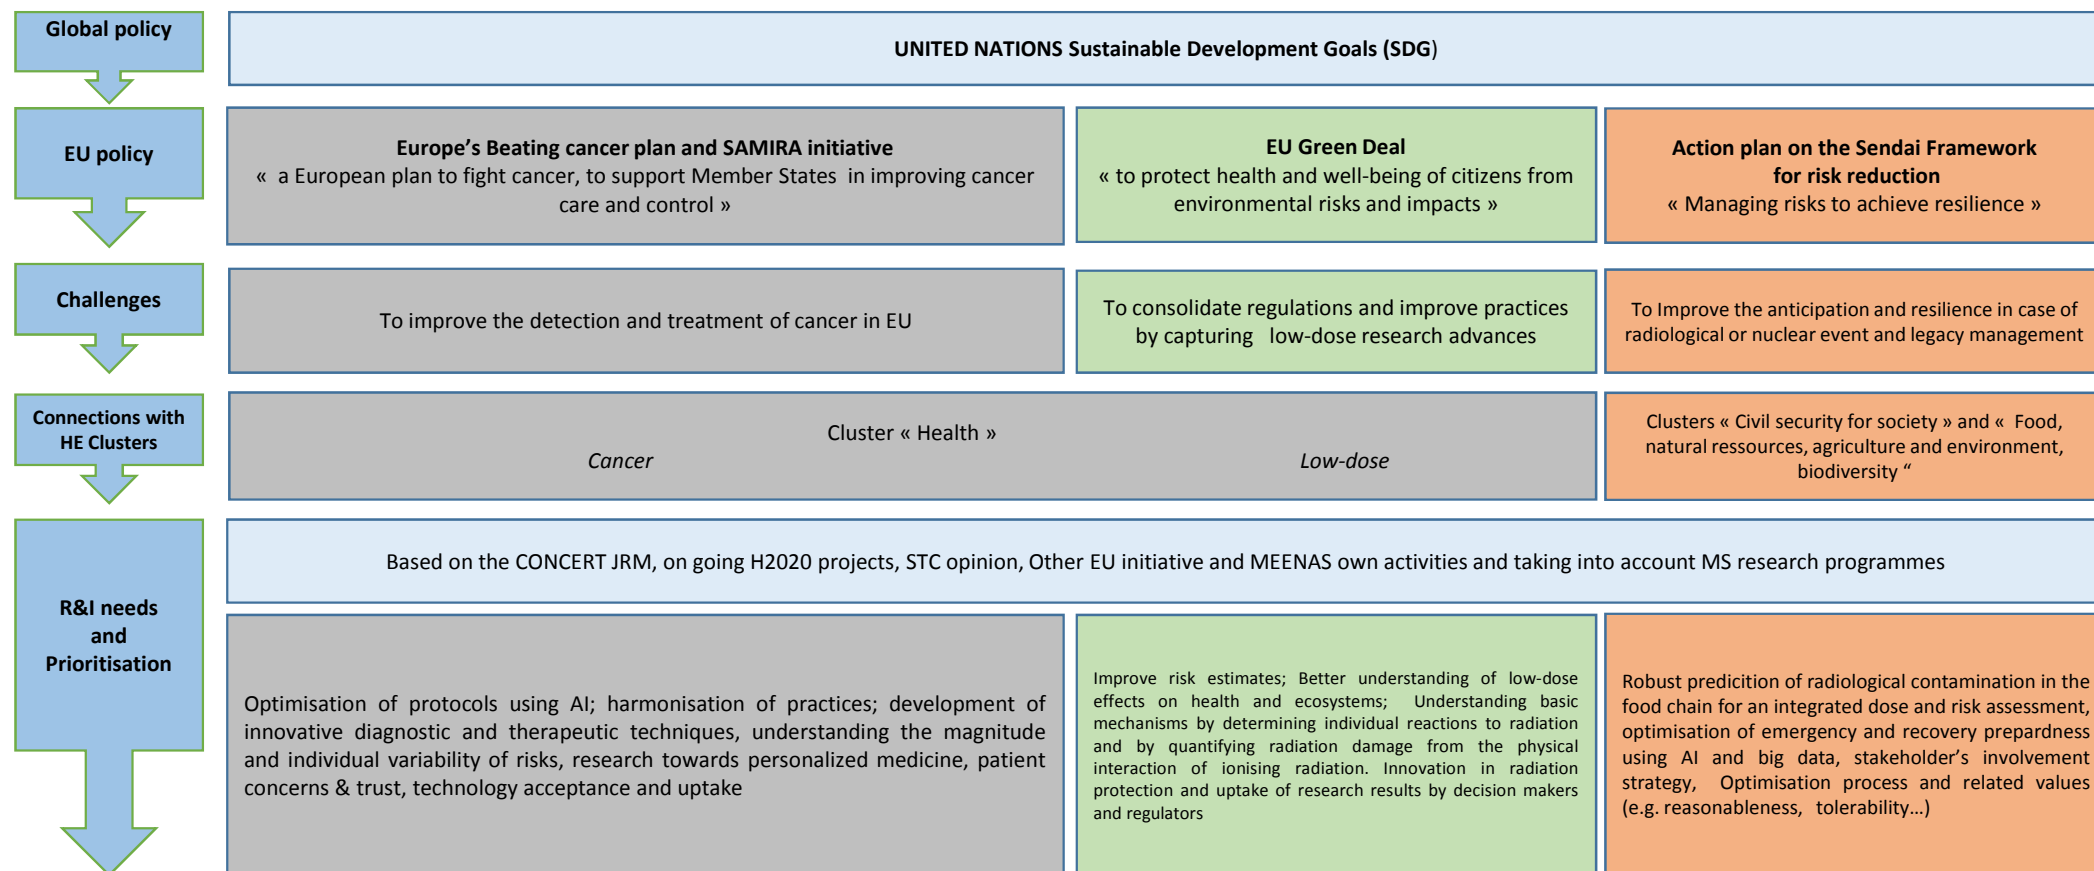 Global policy
UNITED NATIONS Sustainable Development Goals (SDG)
EU policy
Europe's Beating cancer plan and SAMIRA initiative
« a European plan to fight cancer, to support Member States in improving cancer
care and control »
EU Green Deal
« to protect health and well-being of citizens from
environmental risks and impacts »
Action plan on the Sendai Framework
for risk reduction
« Managing risks to achieve resilience »
Challenges
To improve the detection and treatment of cancer in EU
To consolidate regulations and improve practices
by capturing low-dose research advances
To Improve the anticipation and resilience in case of
radiological or nuclear event and legacy management
Connections with
HE Clusters
Cluster « Health »
Cancer
Low-dose
Clusters « Civil security for society » and « Food,
natural ressources, agriculture and environment,
biodiversity “
R&I needs
and
Prioritisation
Based on the CONCERT JRM, on going H2020 projects, STC opinion, Other EU initiative and MEENAS own activities and taking into account MS research programmes
Optimisation of protocols using AI; harmonisation of practices; development of
innovative diagnostic and therapeutic techniques, understanding the magnitude
and individual variability of risks, research towards personalized medicine, patient
concerns & trust, technology acceptance and uptake
Improve risk estimates; Better understanding of low-dose
effects on health and ecosystems; Understanding basic
mechanisms by determining individual reactions to radiation
and by quantifying radiation damage from the physical
interaction of ionising radiation. Innovation in radiation
protection and uptake of research results by decision makers
and regulators
Robust predicition of radiological contamination in the
food chain for an integrated dose and risk assessment,
optimisation of emergency and recovery prepardness
using AI and big data, stakeholder's involvement
strategy, Optimisation process and related values
(e.g. reasonableness, tolerability…)